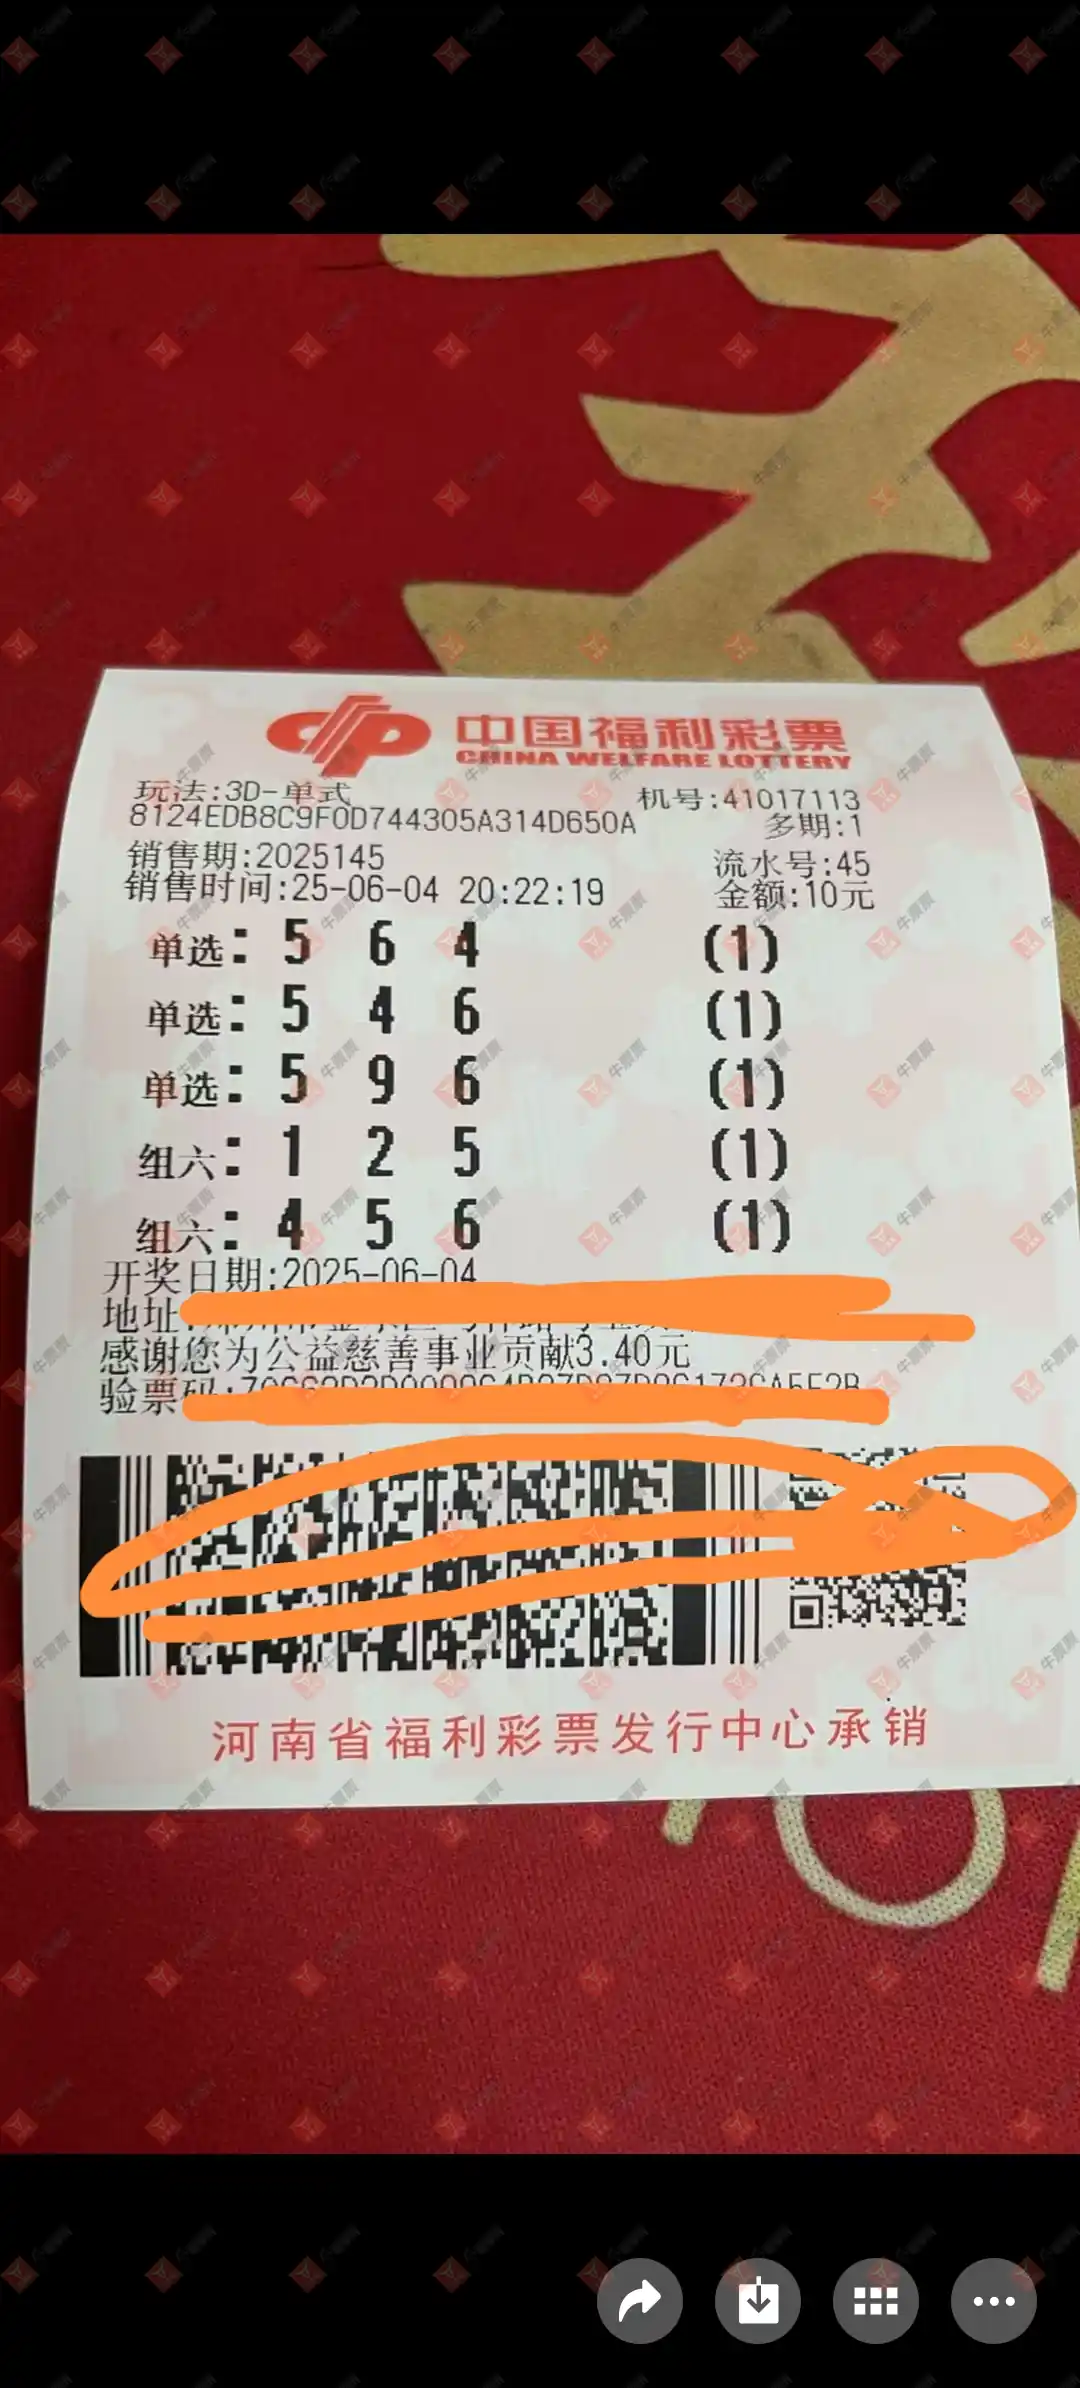 中国福利彩票
CHINA WELFARE LOTTERY
玩法:3D-单式 机号:41017113
8124EDB8C9F0D744305A314D650A 多期:1
销售期:2025145 流水号:45
销售时间:25-06-04 20:22:19 金额:10元
单选: 5 6 4 (1)
单选: 5 4 6 (1)
单选: 5 9 6 (1)
组六: 1 2 5 (1)
组六: 4 5 6 (1)
开奖日期:2025-06-04
地址
感谢您为公益慈善事业贡献3.40元
验票码:
河南省福利彩票发行中心承销
牛票票